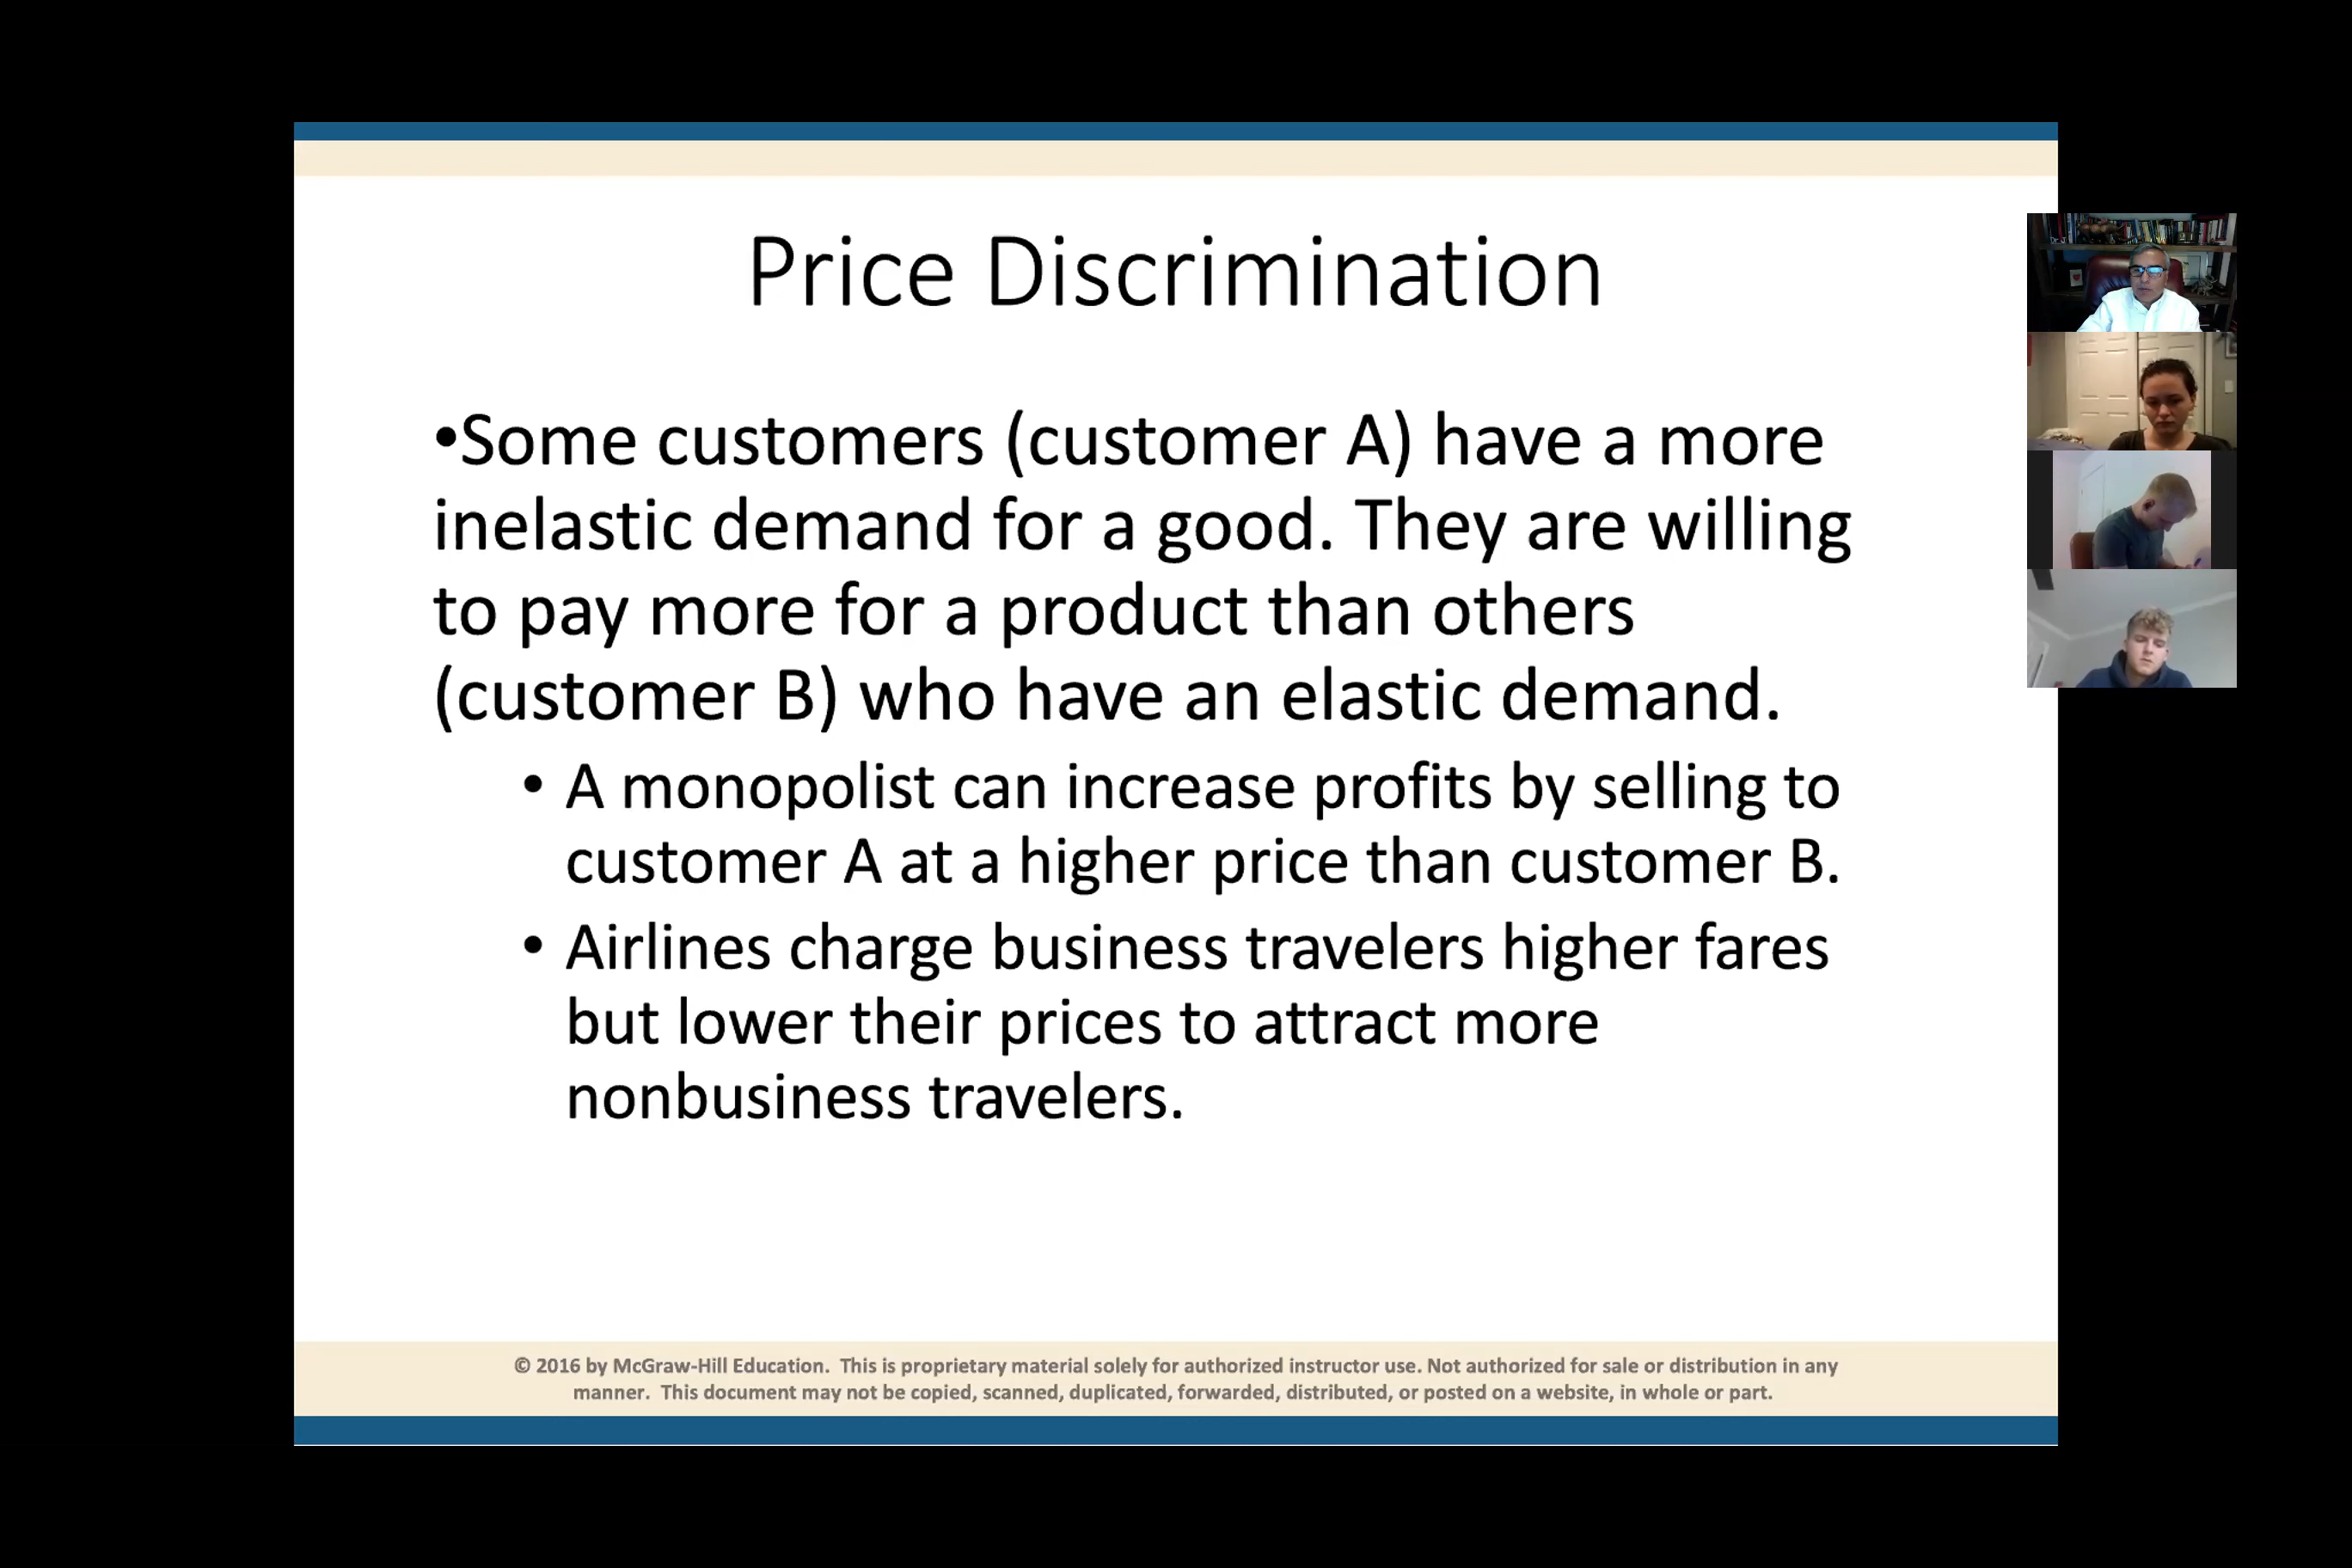 Price Discrimination
•Some customers (customer A) have a more
inelastic demand for a good. They are willing
to pay more for a product than others
(customer B) who have an elastic demand.
• A monopolist can increase profits by selling to
customer A at a higher price than customer B.
• Airlines charge business travelers higher fares
but lower their prices to attract more
nonbusiness travelers.
© 2016 by McGraw-Hill Education.  This is proprietary material solely for authorized instructor use. Not authorized for sale or distribution in any
manner.  This document may not be copied, scanned, duplicated, forwarded, distributed, or posted on a website, in whole or part.